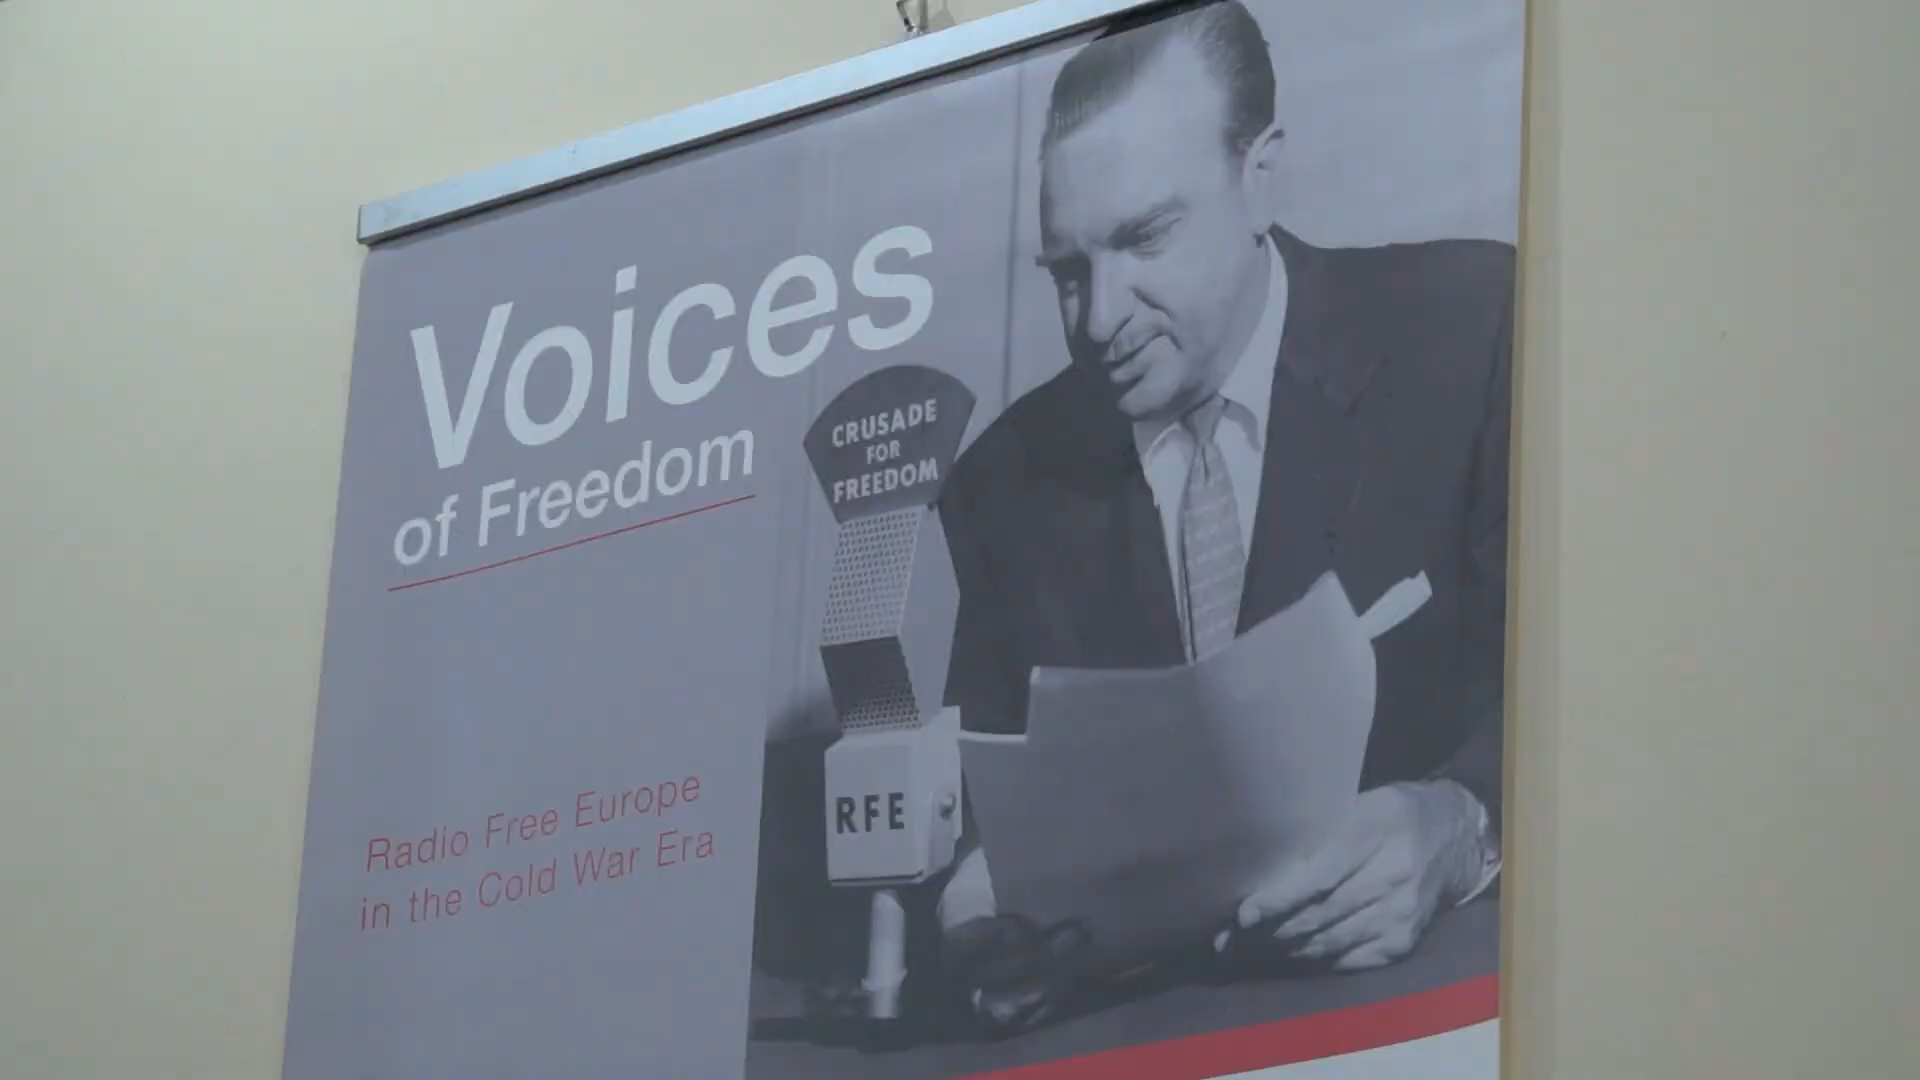 Voices
of Freedom
CRUSADE
FOR
FREEDOM
RFE
Radio Free Europe
in the Cold War Era